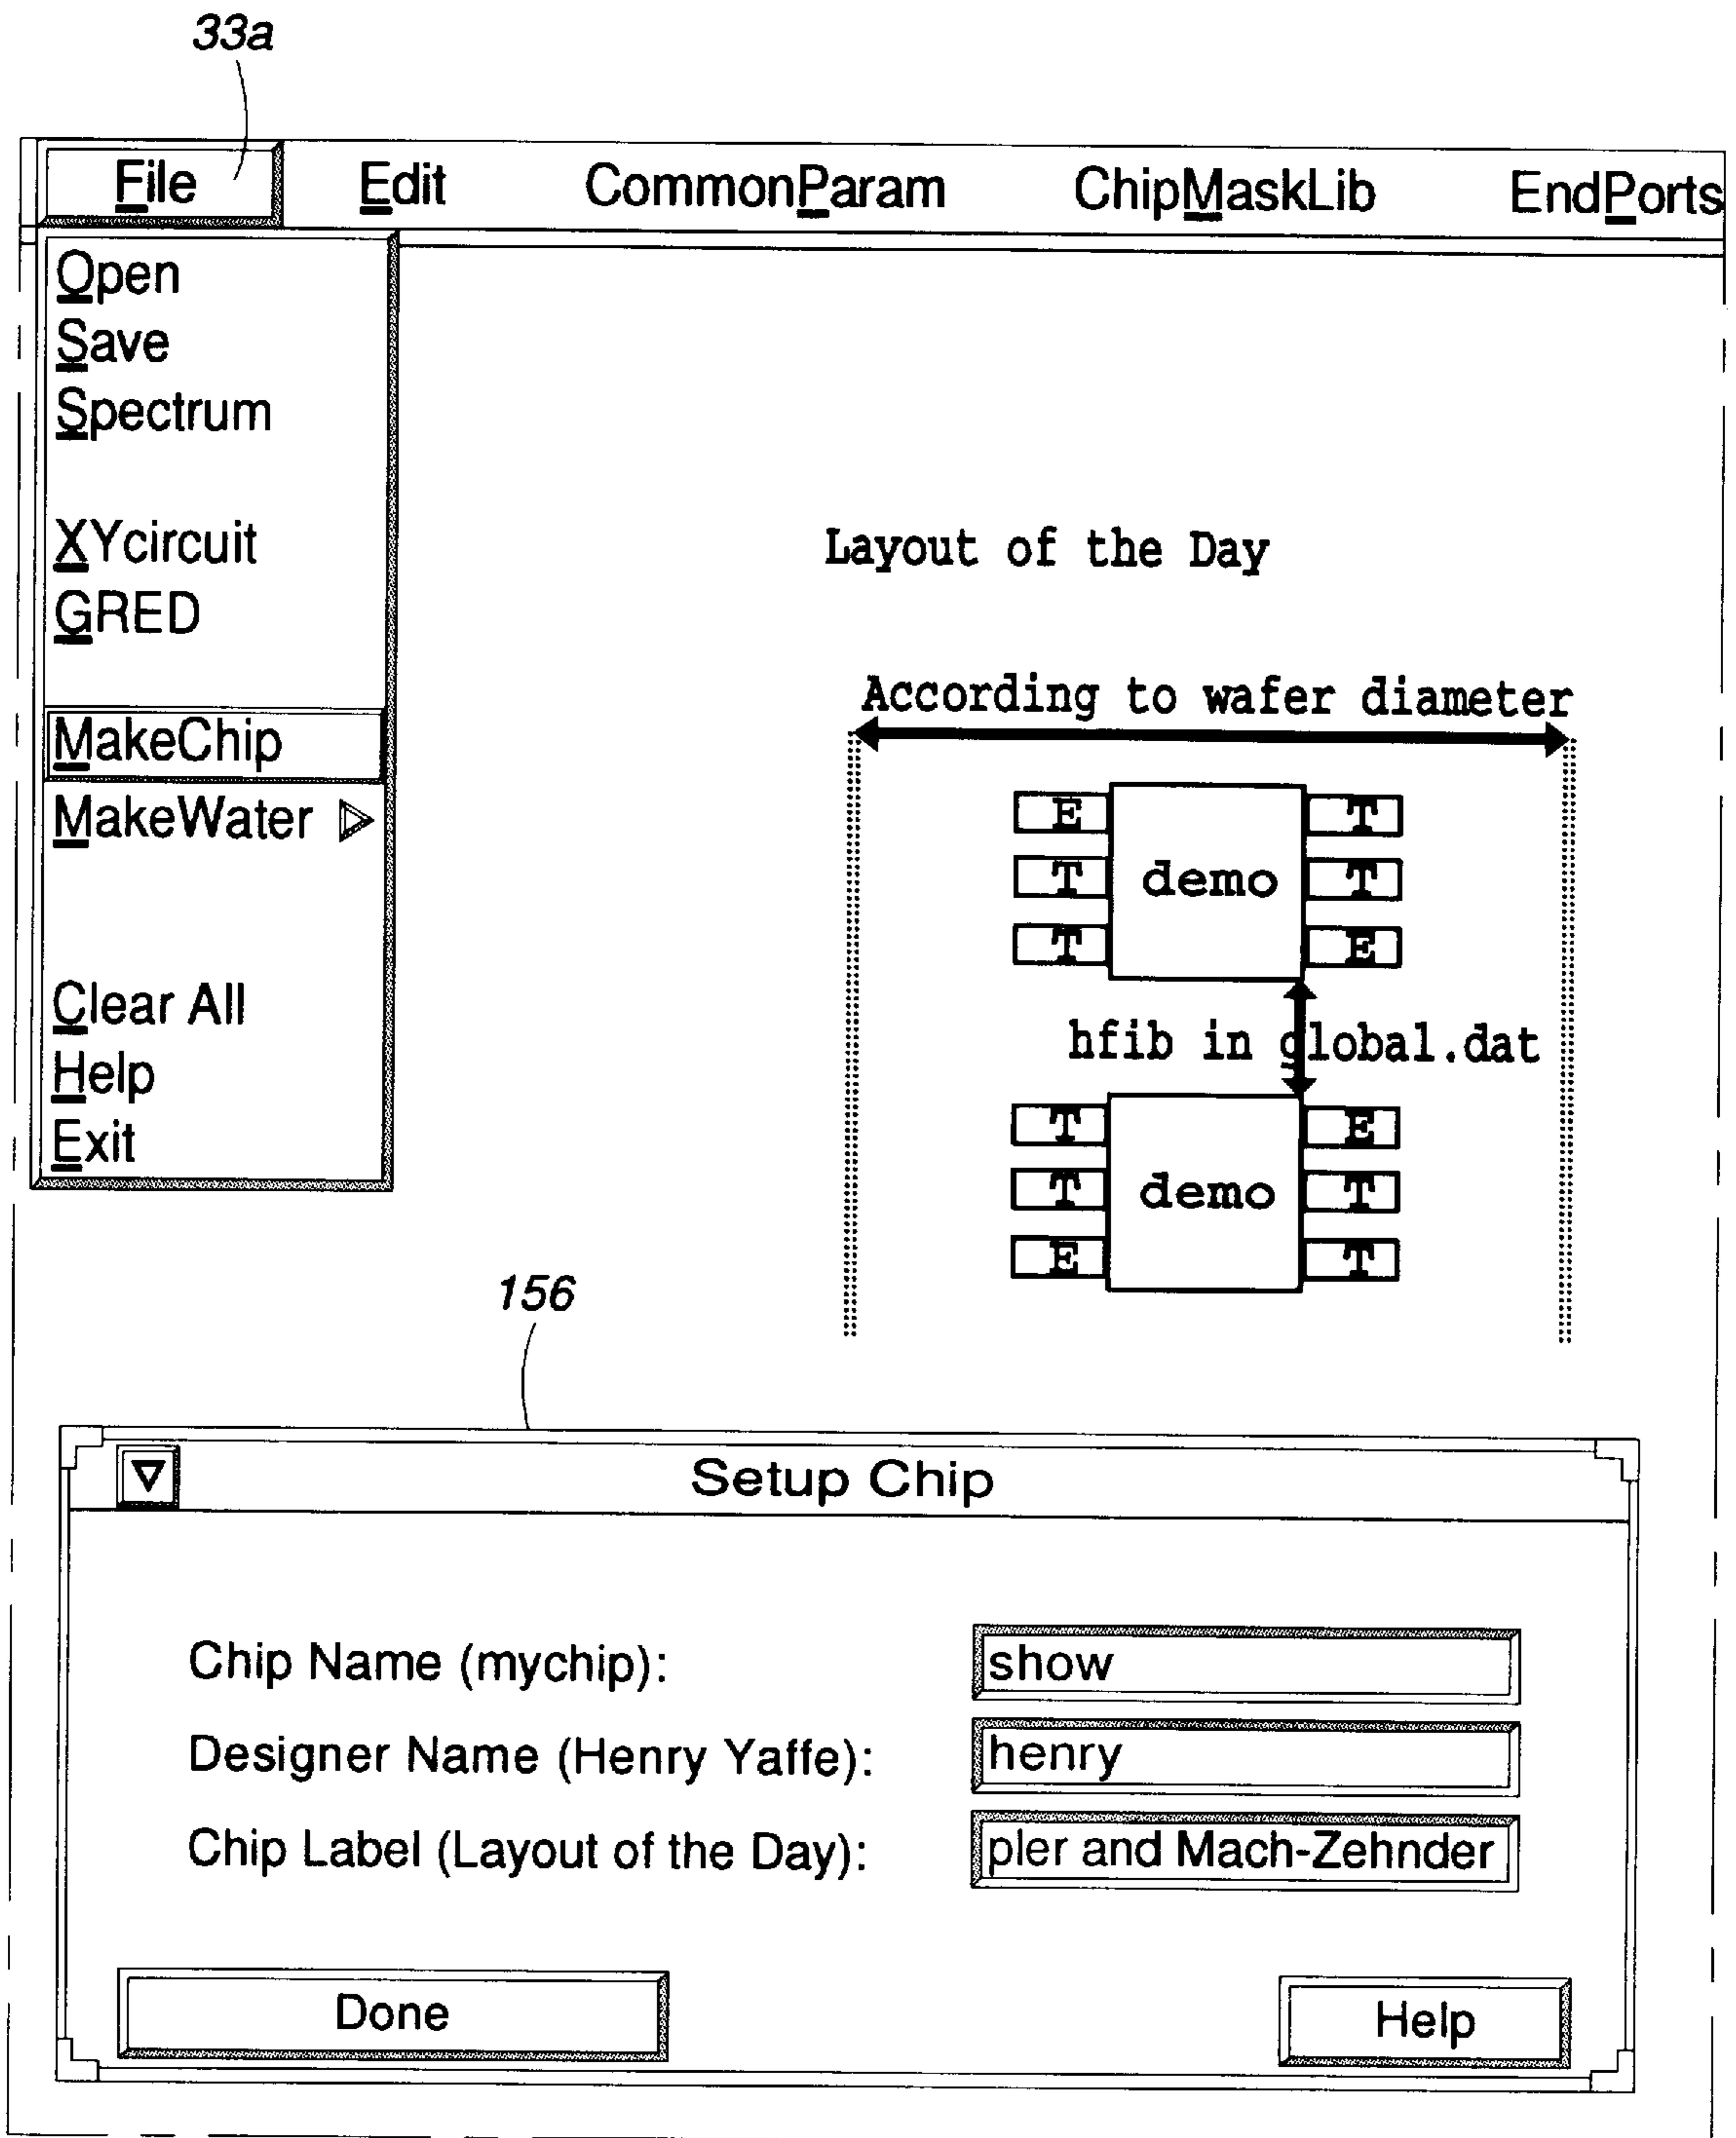 33a
File Edit CommonParam ChipMaskLib EndPorts
Open
Save
Spectrum
XYcircuit
GRED
MakeChip
MakeWater
Clear All
Help
Exit
Layout of the Day
According to wafer diameter
E T
T demo T
T E
hfib in global.dat
T E
T demo T
E T
156
Setup Chip
Chip Name (mychip): show
Designer Name (Henry Yaffe): henry
Chip Label (Layout of the Day): pler and Mach-Zehnder
Done Help